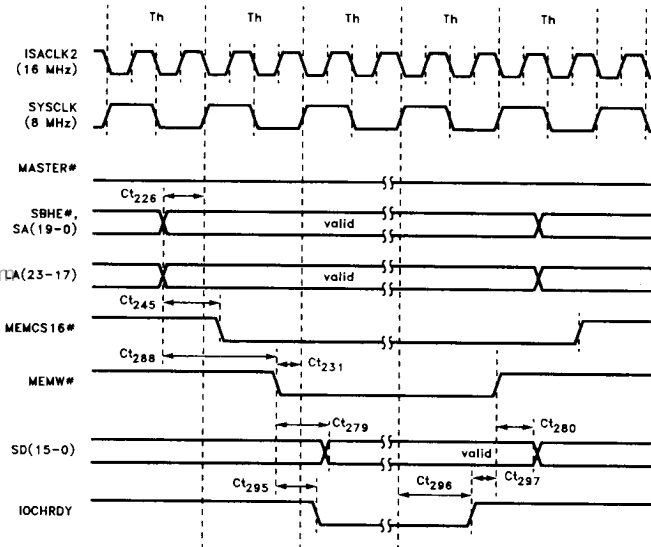 Th Th Th Th Th
ISACLK2
(16 MHz)
SYSCLK
(8 MHz)
MASTER#
Ct226
SBHE#,
SA(19-0)
valid
LA(23-17)
valid
Ct245
MEMCS16#
Ct288
Ct231
MEMW#
Ct279
Ct280
SD(15-0)
valid
Ct295
Ct296
Ct297
IOCHRDY